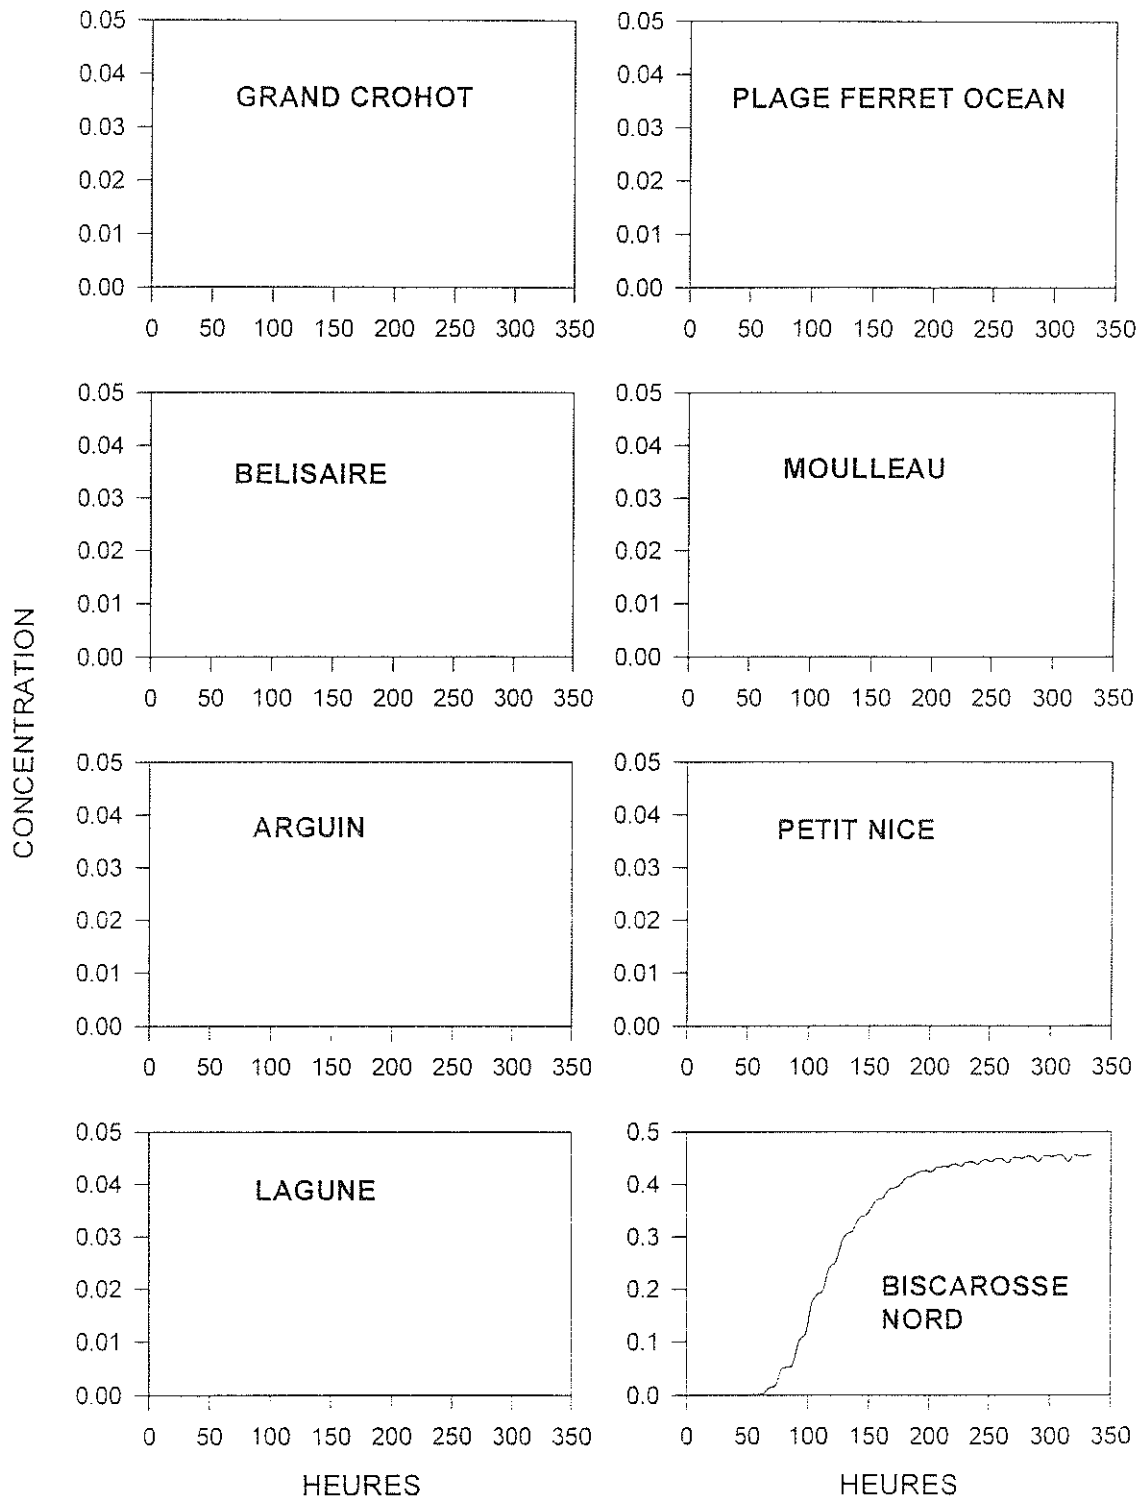 0.05
0.04
0.03
0.02
0.01
0.00
GRAND CROHOT
0 50 100 150 200 250 300 350
0.05
0.04
0.03
0.02
0.01
0.00
PLAGE FERRET OCEAN
0 50 100 150 200 250 300 350
0.05
0.04
0.03
0.02
0.01
0.00
BELISAIRE
0 50 100 150 200 250 300 350
0.05
0.04
0.03
0.02
0.01
0.00
MOULLEAU
0 50 100 150 200 250 300 350
CONCENTRATION
0.05
0.04
0.03
0.02
0.01
0.00
ARGUIN
0 50 100 150 200 250 300 350
0.05
0.04
0.03
0.02
0.01
0.00
PETIT NICE
0 50 100 150 200 250 300 350
0.05
0.04
0.03
0.02
0.01
0.00
LAGUNE
0 50 100 150 200 250 300 350
HEURES
0.5
0.4
0.3
0.2
0.1
0.0
BISCAROSSE
NORD
0 50 100 150 200 250 300 350
HEURES